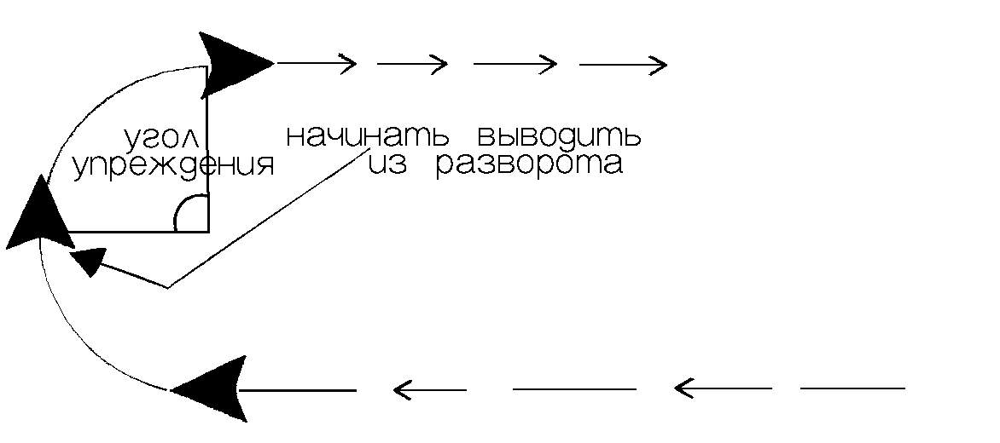 угол
упреждения
начинать выводить
из разворота